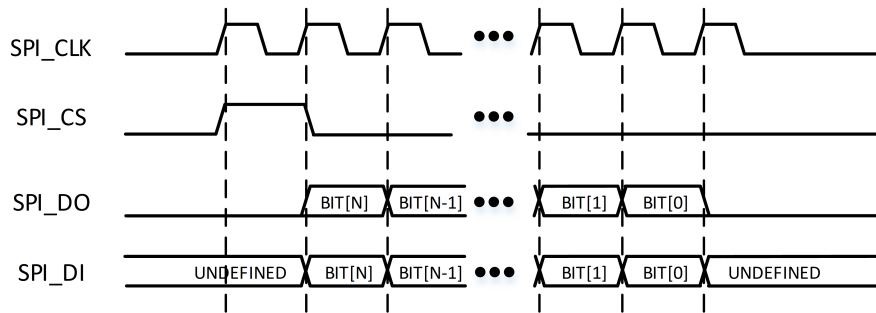 SPI_CLK
SPI_CS
SPI_DO BIT[N] BIT[N-1] BIT[1] BIT[0]
SPI_DI UNDEFINED BIT[N] BIT[N-1] BIT[1] BIT[0] UNDEFINED